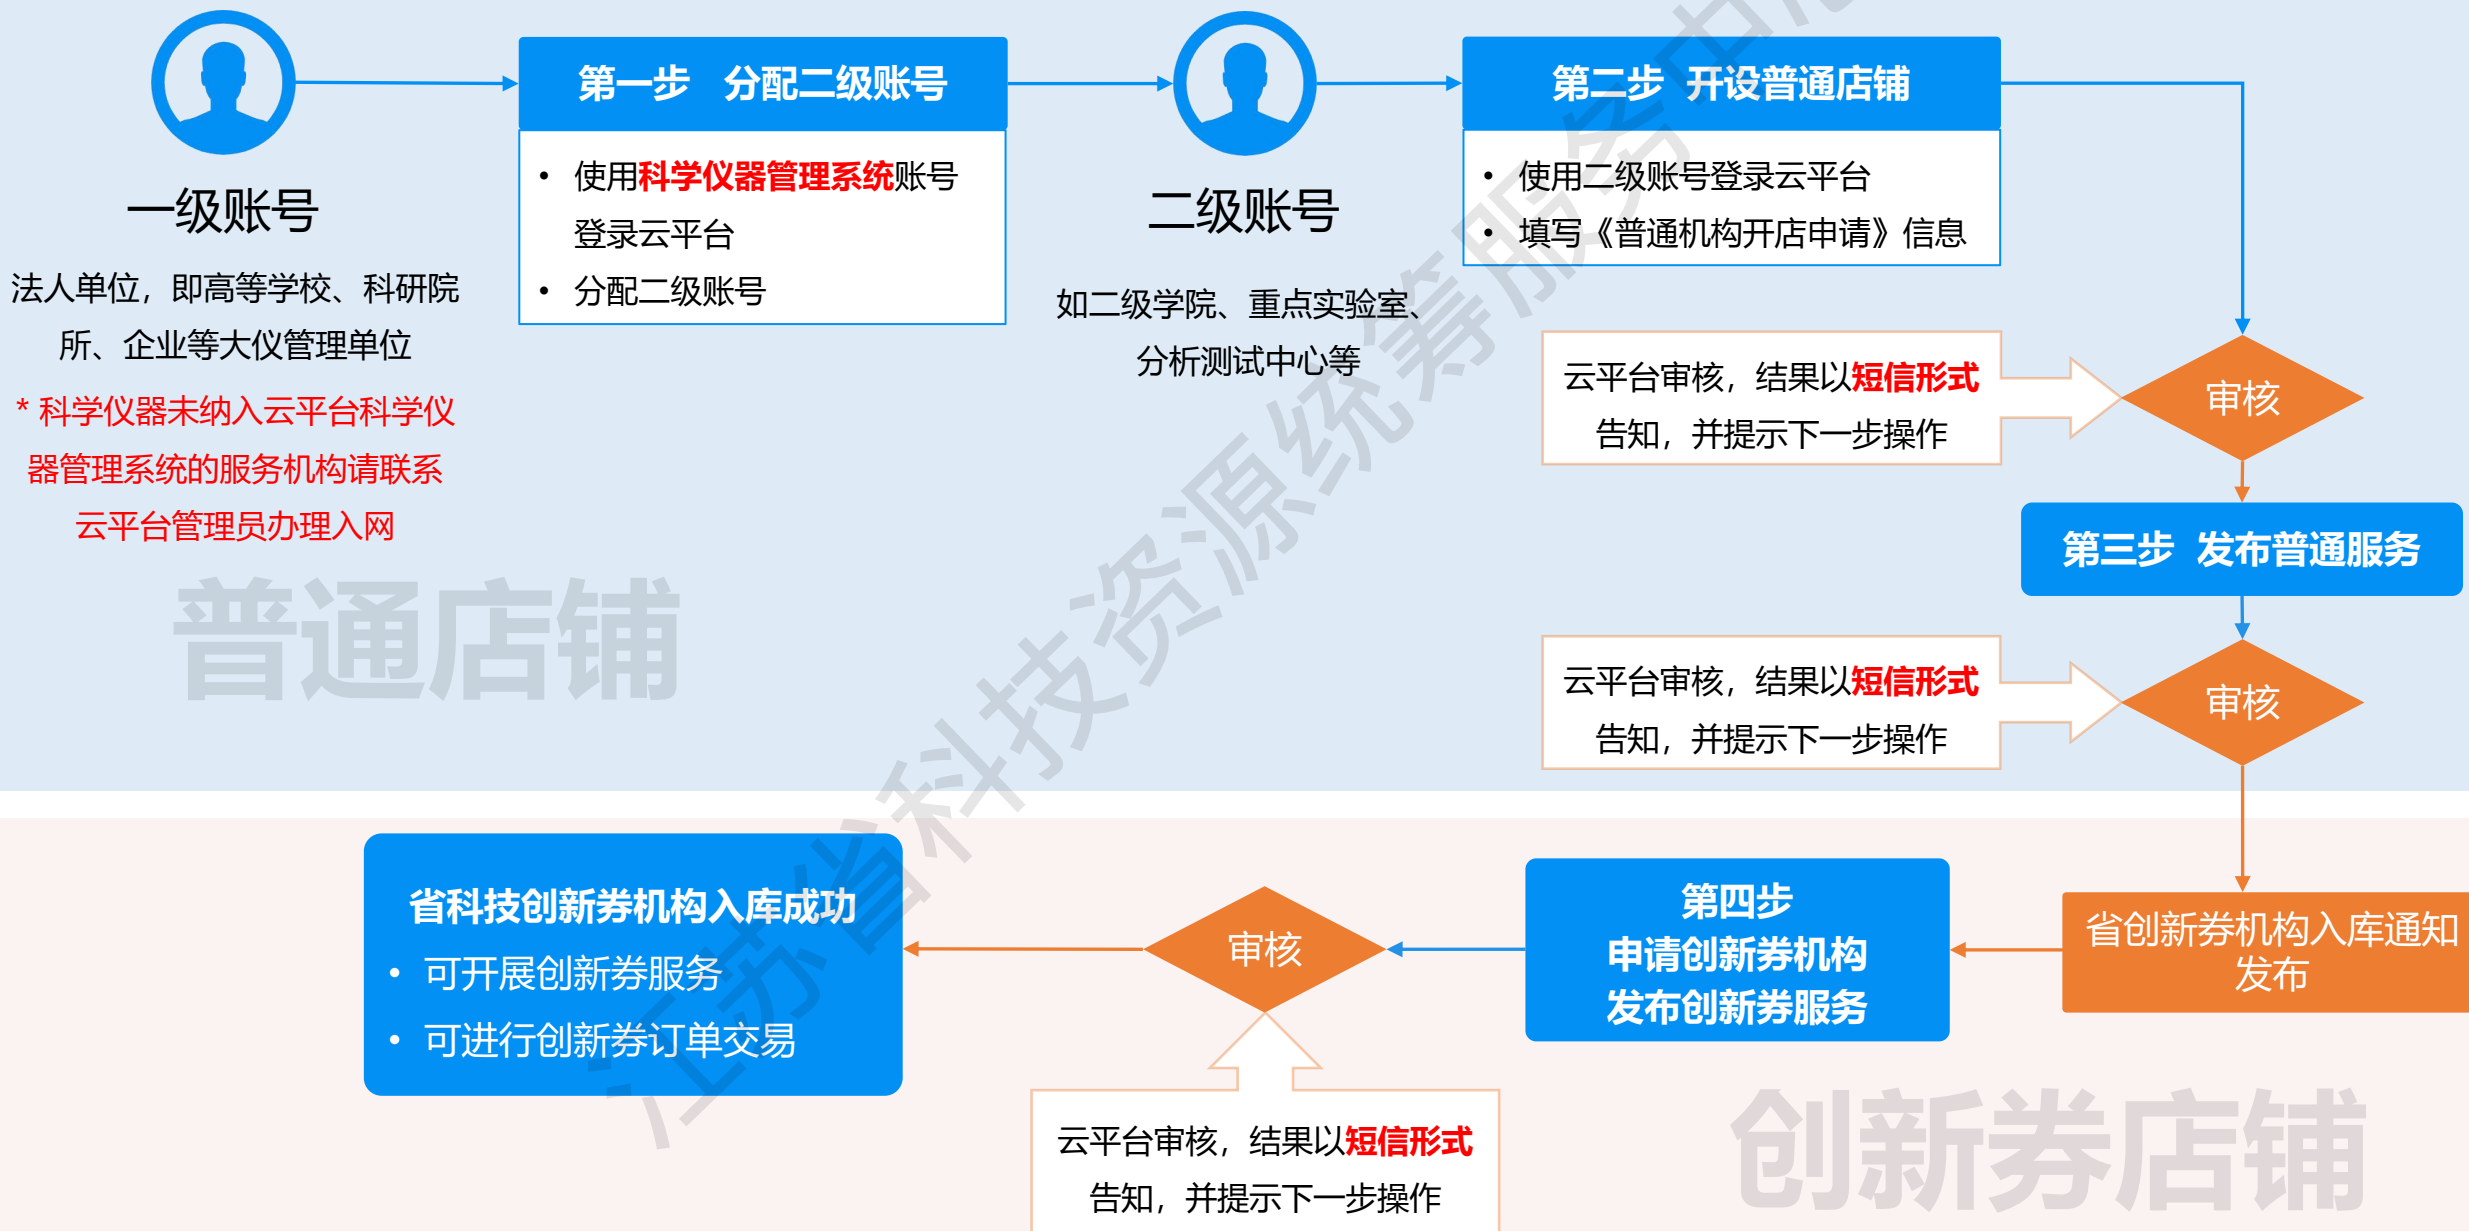 一级账号
法人单位，即高等学校、科研院
所、企业等大仪管理单位
* 科学仪器未纳入云平台科学仪
器管理系统的服务机构请联系
云平台管理员办理入网
第一步 分配二级账号
• 使用科学仪器管理系统账号
登录云平台
• 分配二级账号
二级账号
如二级学院、重点实验室、
分析测试中心等
第二步 开设普通店铺
• 使用二级账号登录云平台
• 填写《普通机构开店申请》信息
云平台审核，结果以短信形式
告知，并提示下一步操作
审核
第三步 发布普通服务
云平台审核，结果以短信形式
告知，并提示下一步操作
审核
普通店铺
省创新券机构入库通知
发布
第四步
申请创新券机构
发布创新券服务
审核
云平台审核，结果以短信形式
告知，并提示下一步操作
省科技创新券机构入库成功
• 可开展创新券服务
• 可进行创新券订单交易
创新券店铺
江苏省科技资源统筹服务中